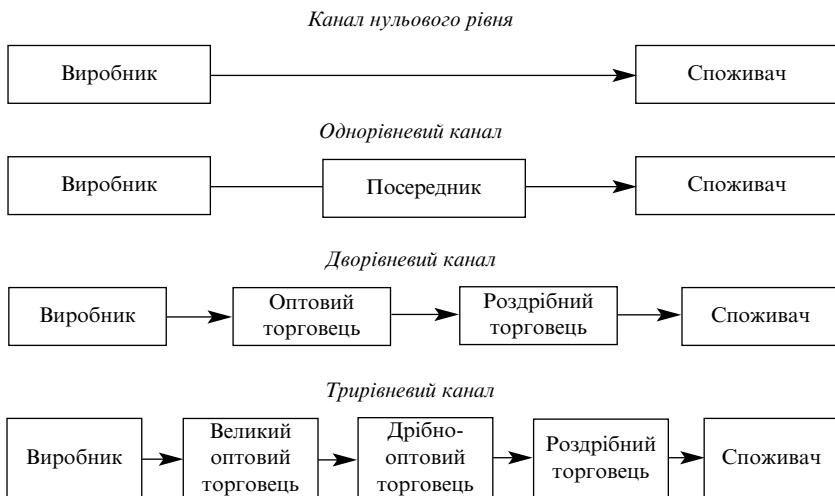 Канал нульового рівня
Виробник
Споживач
Однорівневий канал
Виробник
Посередник
Споживач
Дворівневий канал
Виробник
Оптовий
торговець
Роздрібний
торговець
Споживач
Трирівневий канал
Виробник
Великий
оптовий
торговець
Дрібно-
оптовий
торговець
Роздрібний
торговець
Споживач